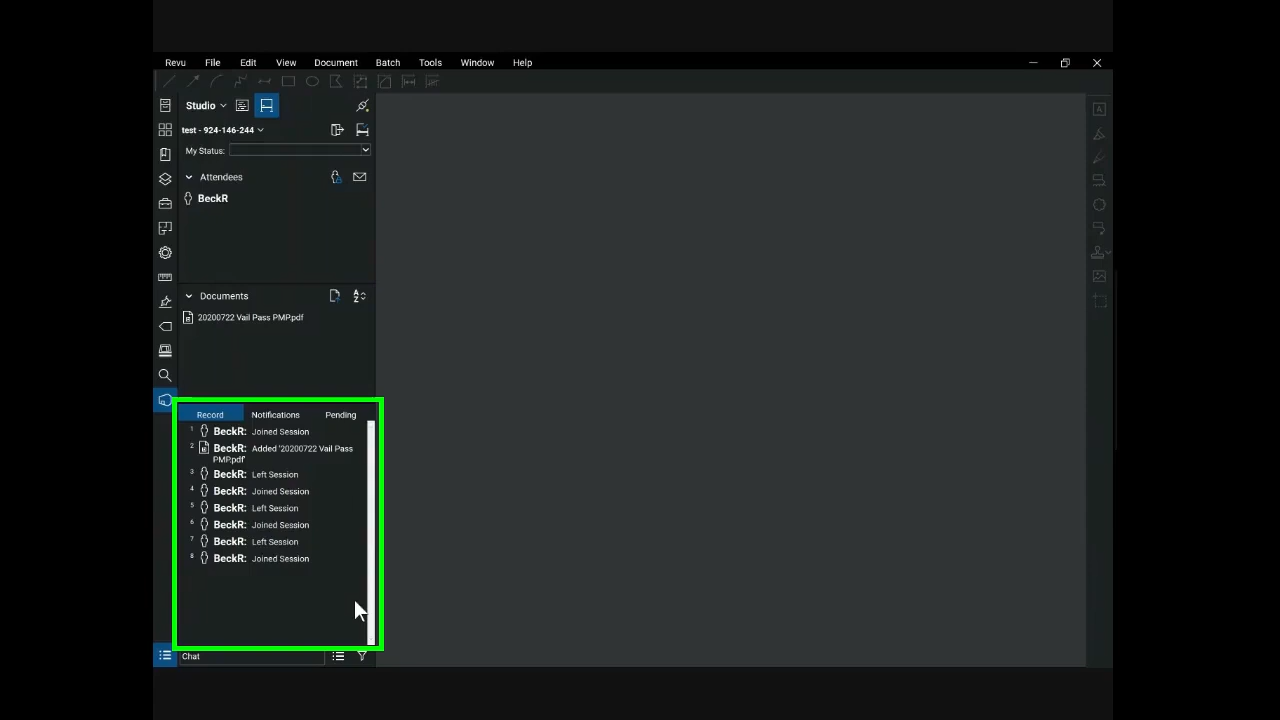 Revu File Edit View Document Batch Tools Window Help
Studio
test - 924-146-244
My Status:
Attendees
BeckR
Documents
A
Z
20200722 Vail Pass PMP.pdf
Record Notifications Pending
1 BeckR: Joined Session
2 BeckR: Added '20200722 Vail Pass
PMP.pdf'
3 BeckR: Left Session
4 BeckR: Joined Session
5 BeckR: Left Session
6 BeckR: Joined Session
7 BeckR: Left Session
8 BeckR: Joined Session
Chat
A